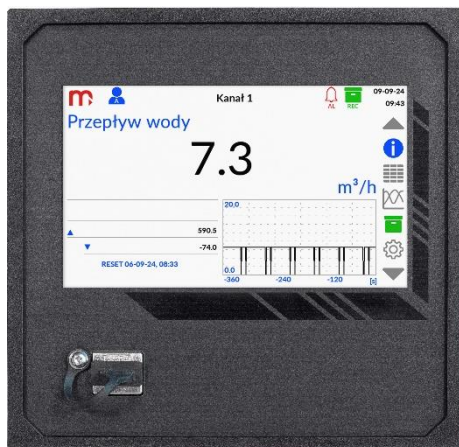 m
A
Kanał 1
AL
REC
09-09-24
09:43
Przepływ wody
7.3
m³/h
i
590.5
-74.0
RESET 06-09-24, 08:33
20.0
0.0
-360 -240 -120 [s]